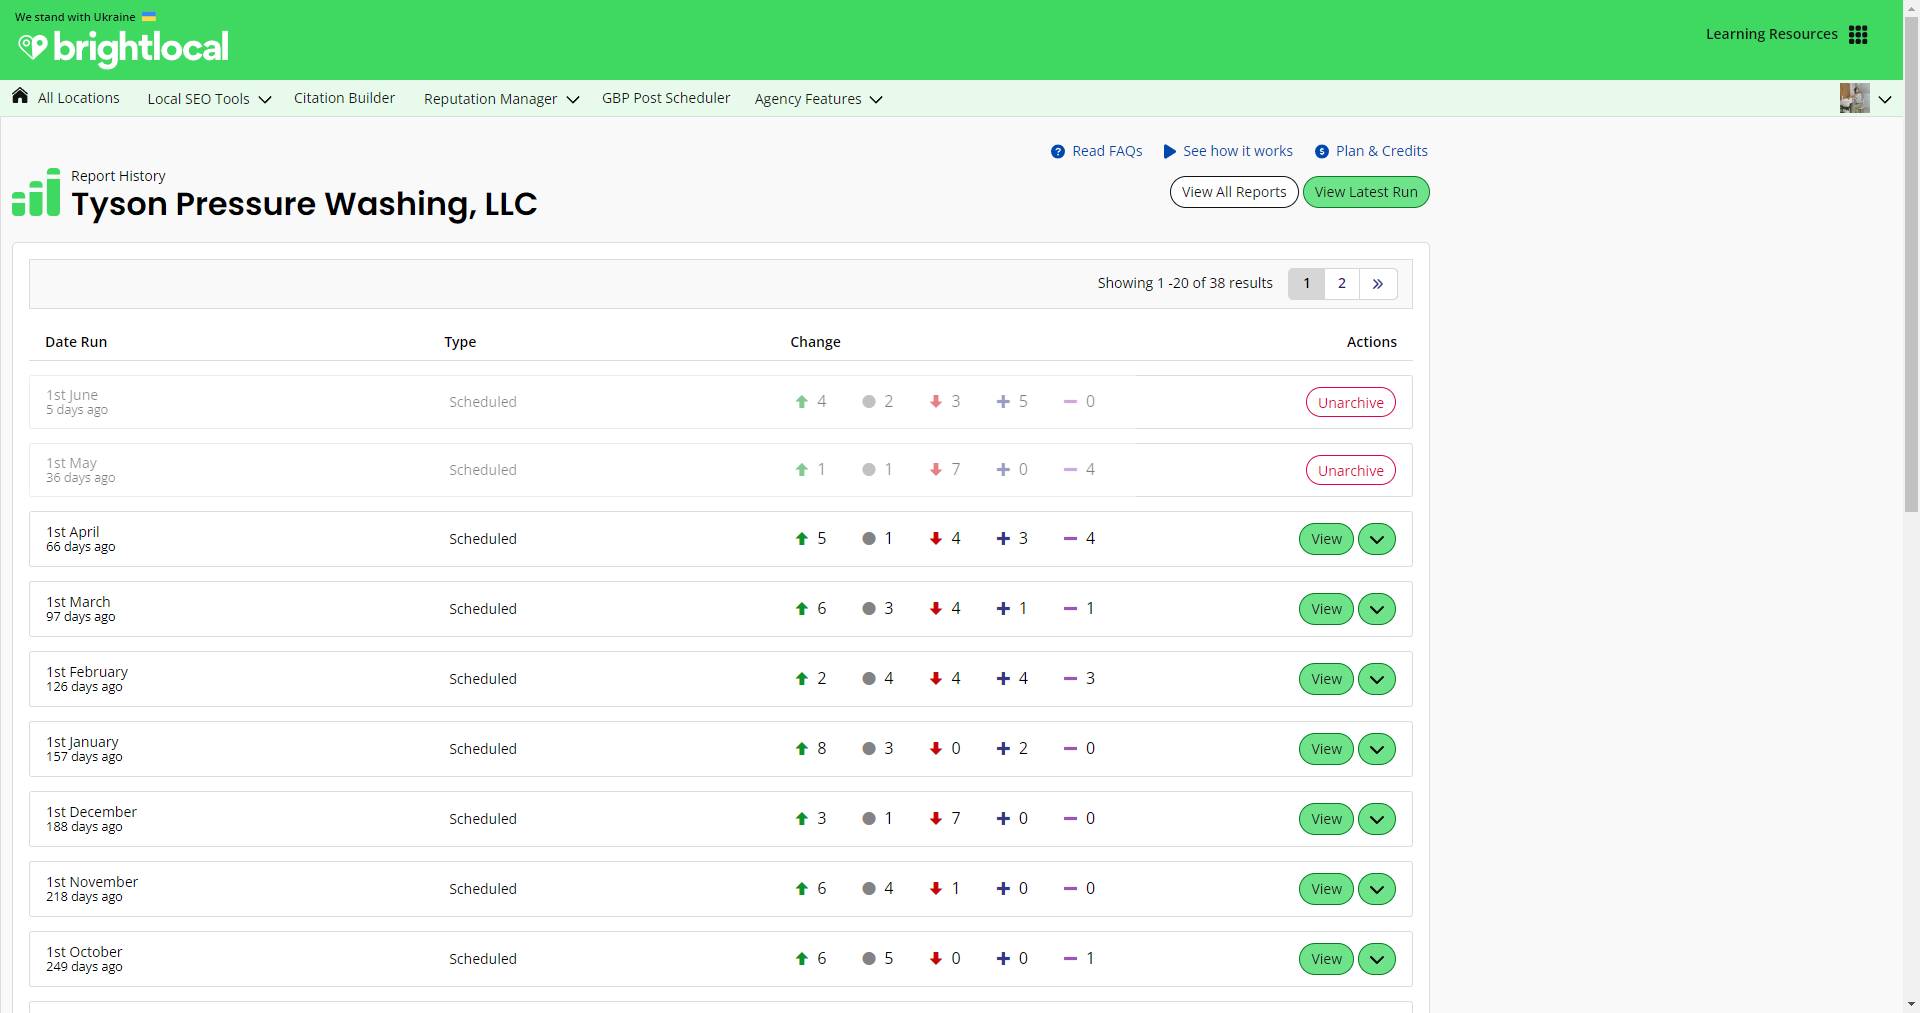 We stand with Ukraine
brightlocal
Learning Resources
All Locations Local SEO Tools Citation Builder Reputation Manager GBP Post Scheduler Agency Features
Read FAQs See how it works Plan & Credits
Report History
Tyson Pressure Washing, LLC
View All Reports View Latest Run
Showing 1 -20 of 38 results 1 2 »
Date Run Type Change Actions
1st June
5 days ago
Scheduled 4 2 3 5 0 Unarchive
1st May
36 days ago
Scheduled 1 1 7 0 4 Unarchive
1st April
66 days ago
Scheduled 5 1 4 3 4 View
1st March
97 days ago
Scheduled 6 3 4 1 1 View
1st February
126 days ago
Scheduled 2 4 4 4 3 View
1st January
157 days ago
Scheduled 8 3 0 2 0 View
1st December
188 days ago
Scheduled 3 1 7 0 0 View
1st November
218 days ago
Scheduled 6 4 1 0 0 View
1st October
249 days ago
Scheduled 6 5 0 0 1 View